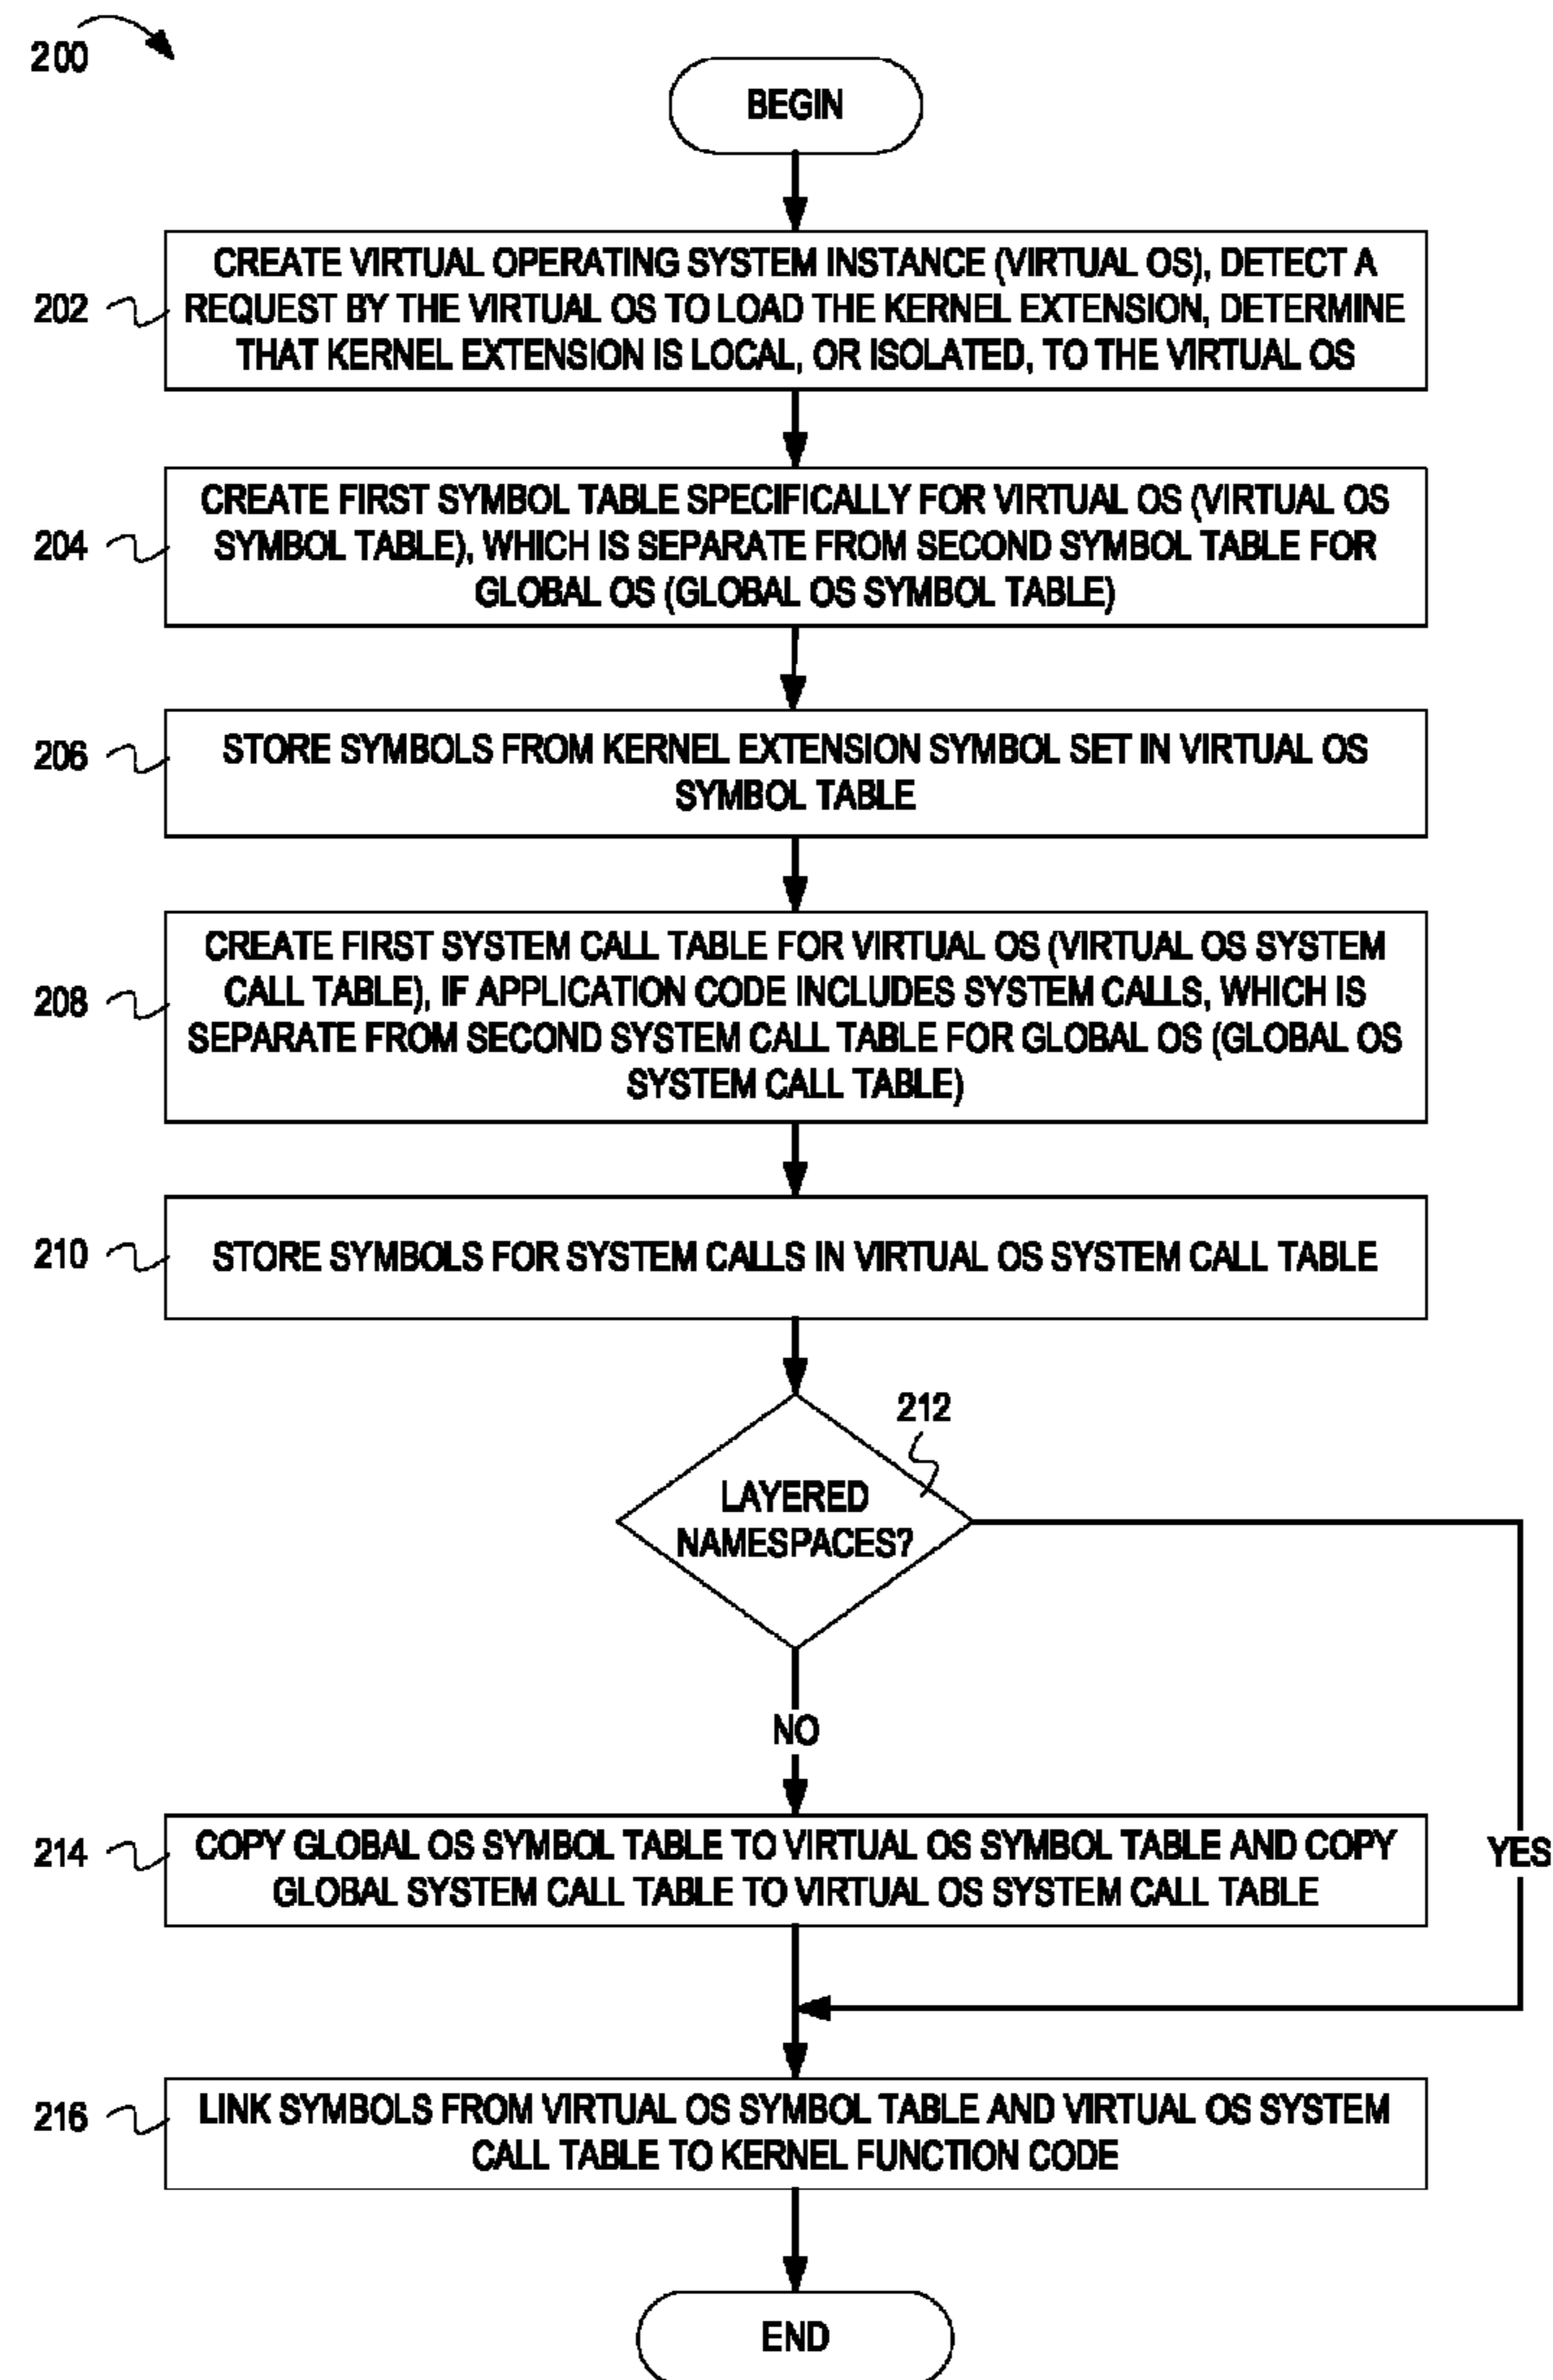 200
BEGIN
202
CREATE VIRTUAL OPERATING SYSTEM INSTANCE (VIRTUAL OS), DETECT A
REQUEST BY THE VIRTUAL OS TO LOAD THE KERNEL EXTENSION, DETERMINE
THAT KERNEL EXTENSION IS LOCAL, OR ISOLATED, TO THE VIRTUAL OS
204
CREATE FIRST SYMBOL TABLE SPECIFICALLY FOR VIRTUAL OS (VIRTUAL OS
SYMBOL TABLE), WHICH IS SEPARATE FROM SECOND SYMBOL TABLE FOR
GLOBAL OS (GLOBAL OS SYMBOL TABLE)
206
STORE SYMBOLS FROM KERNEL EXTENSION SYMBOL SET IN VIRTUAL OS
SYMBOL TABLE
208
CREATE FIRST SYSTEM CALL TABLE FOR VIRTUAL OS (VIRTUAL OS SYSTEM
CALL TABLE), IF APPLICATION CODE INCLUDES SYSTEM CALLS, WHICH IS
SEPARATE FROM SECOND SYSTEM CALL TABLE FOR GLOBAL OS (GLOBAL OS
SYSTEM CALL TABLE)
210
STORE SYMBOLS FOR SYSTEM CALLS IN VIRTUAL OS SYSTEM CALL TABLE
212
LAYERED
NAMESPACES?
NO
YES
214
COPY GLOBAL OS SYMBOL TABLE TO VIRTUAL OS SYMBOL TABLE AND COPY
GLOBAL SYSTEM CALL TABLE TO VIRTUAL OS SYSTEM CALL TABLE
216
LINK SYMBOLS FROM VIRTUAL OS SYMBOL TABLE AND VIRTUAL OS SYSTEM
CALL TABLE TO KERNEL FUNCTION CODE
END